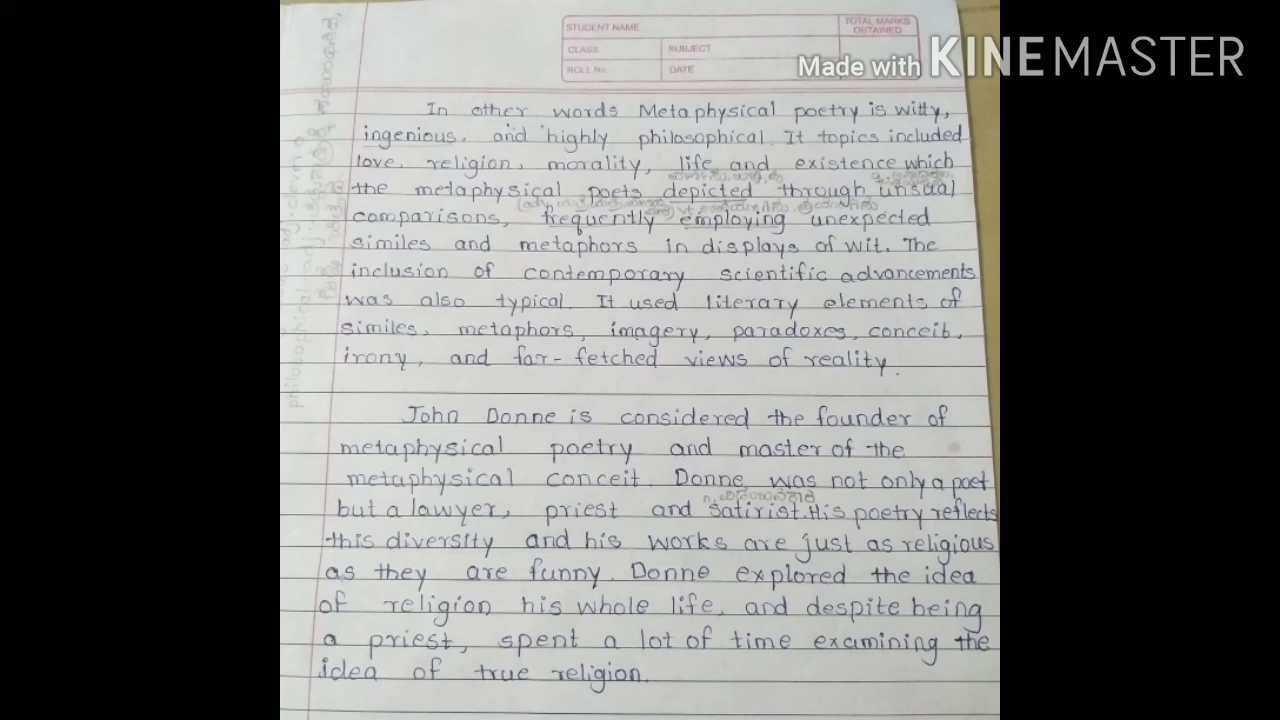 STUDENT NAME
TOTAL MARKS
OBTAINED
CLASS
SUBJECT
ROLL No.
DATE
Made with KINEMASTER
In other words Metaphysical poetry is witty,
ingenious, and highly philosophical. It topics included
love, religion, morality, life and existence which
the metaphysical poets depicted through unsual
comparisons, frequently employing unexpected
similes and metaphors in displays of wit. The
inclusion of contemporary scientific advancements
was also typical. It used literary elements of
similes, metaphors, imagery, paradoxes, conceit,
irony, and far-fetched views of reality.
John Donne is considered the founder of
metaphysical poetry and master of the
metaphysical conceit. Donne was not only a poet
but a lawyer, priest and satirist. His poetry reflects
this diversity and his works are just as religious
as they are funny. Donne explored the idea
of religion his whole life, and despite being
a priest, spent a lot of time examining the
idea of true religion.
philosophical-adj:
adj: clever